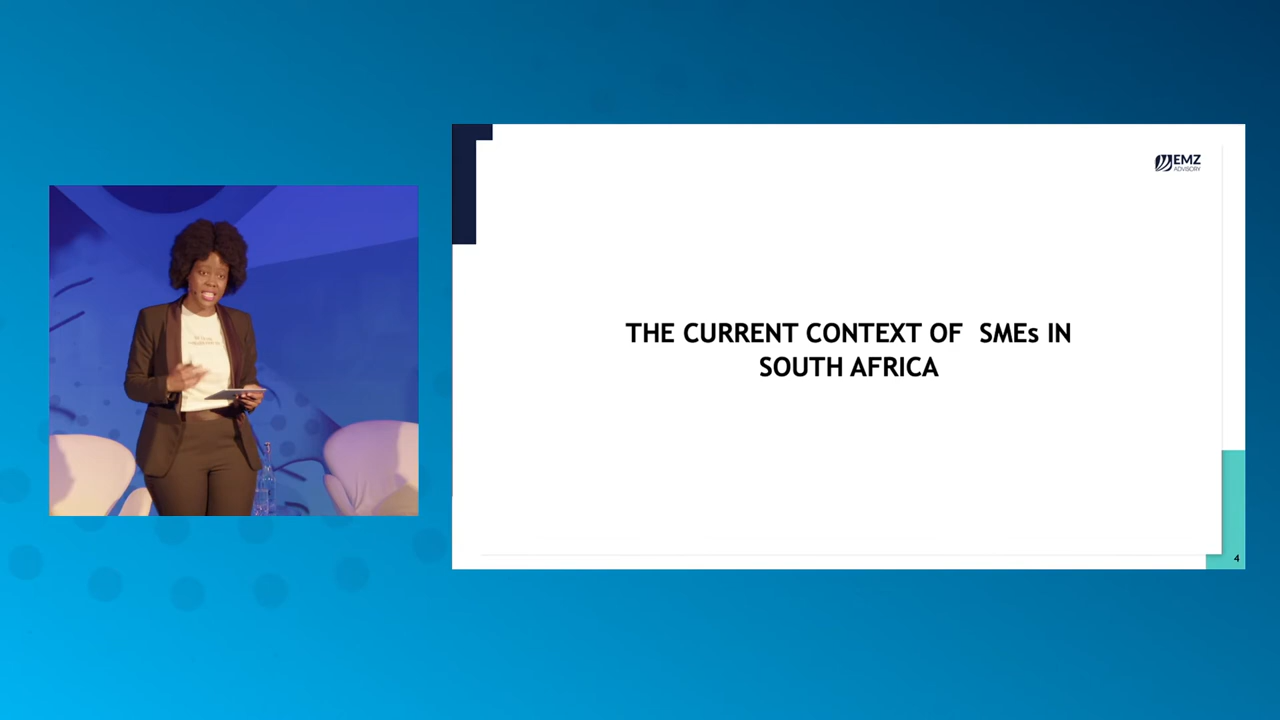 EMZ
ADVISORY
THE CURRENT CONTEXT OF  SMEs IN
SOUTH AFRICA
4